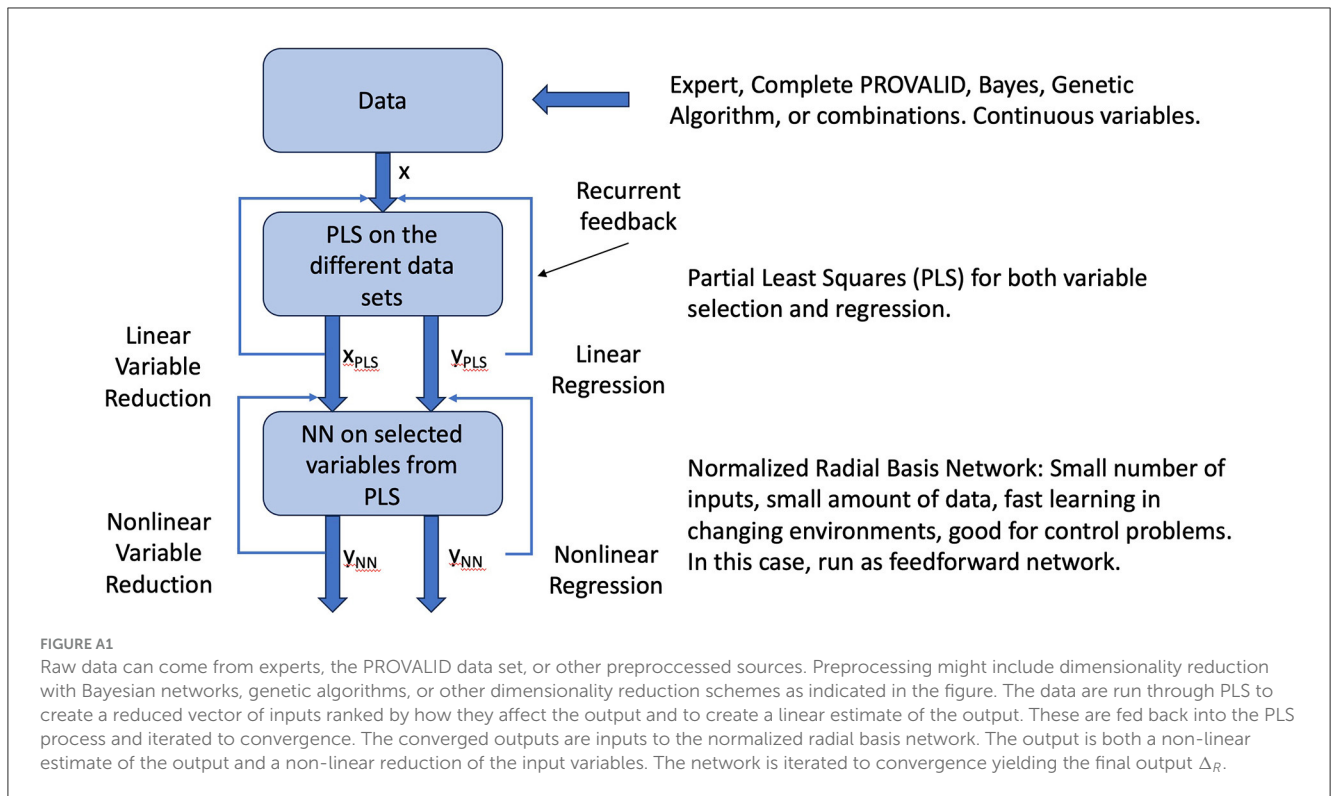 Data
Expert, Complete PROVALID, Bayes, Genetic
Algorithm, or combinations. Continuous variables.
x
Recurrent
feedback
PLS on the
different data
sets
Partial Least Squares (PLS) for both variable
selection and regression.
Linear
Variable
Reduction
xPLS
yPLS
Linear
Regression
NN on selected
variables from
PLS
Normalized Radial Basis Network: Small number of
inputs, small amount of data, fast learning in
changing environments, good for control problems.
In this case, run as feedforward network.
Nonlinear
Variable
Reduction
yNN
yNN
Nonlinear
Regression
FIGURE A1
Raw data can come from experts, the PROVALID data set, or other preproccessed sources. Preprocessing might include dimensionality reduction
with Bayesian networks, genetic algorithms, or other dimensionality reduction schemes as indicated in the figure. The data are run through PLS to
create a reduced vector of inputs ranked by how they affect the output and to create a linear estimate of the output. These are fed back into the PLS
process and iterated to convergence. The converged outputs are inputs to the normalized radial basis network. The output is both a non-linear
estimate of the output and a non-linear reduction of the input variables. The network is iterated to convergence yielding the final output ΔR.